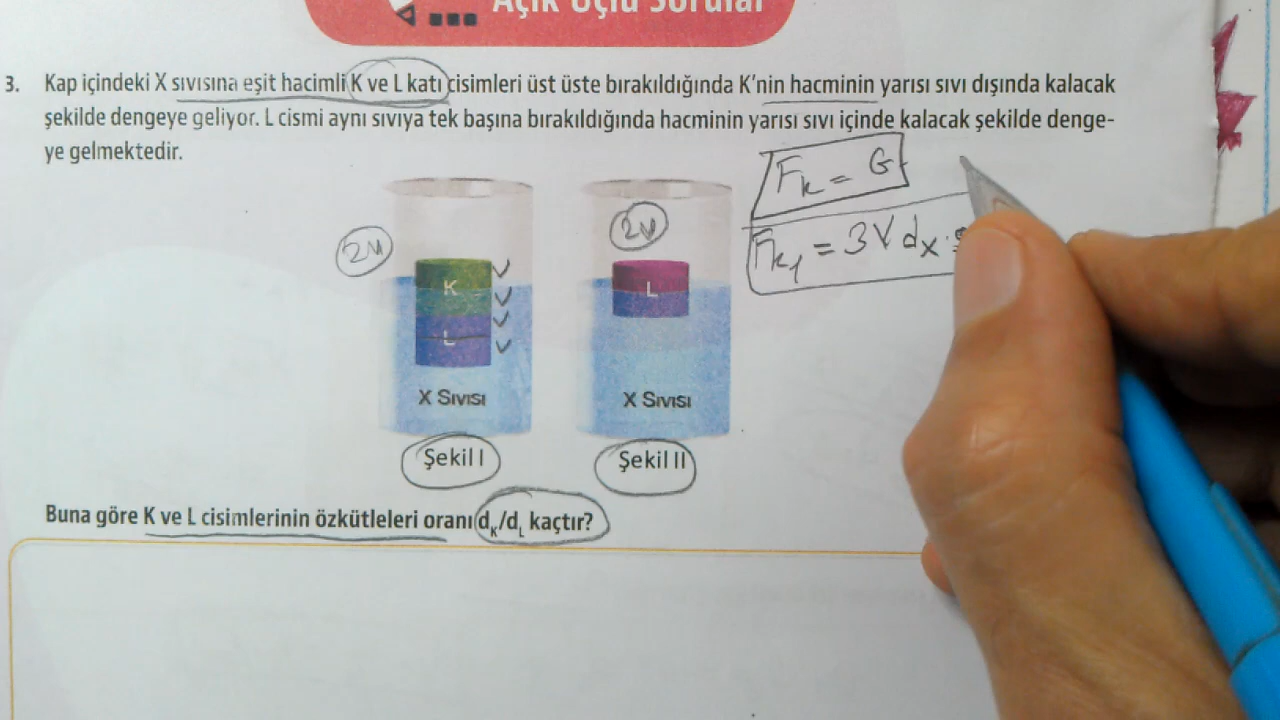 Açık Uçlu Sorular
3. Kap içindeki X sıvısına eşit hacimli K ve L katı cisimleri üst üste bırakıldığında K'nin hacminin yarısı sıvı dışında kalacak
şekilde dengeye geliyor. L cismi aynı sıvıya tek başına bırakıldığında hacminin yarısı sıvı içinde kalacak şekilde denge-
ye gelmektedir.
Fk = G
Fk1 = 3V dx .
2V
2V
K
L
L
X Sıvısı
X Sıvısı
Şekil I
Şekil II
Buna göre K ve L cisimlerinin özkütleleri oranı dK/dL kaçtır?